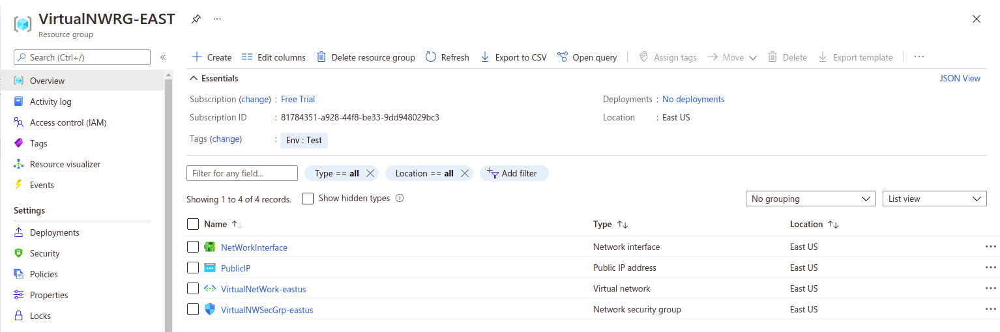 VirtualNWRG-EAST ...
Resource group
Search (Ctrl+/) «
Overview
Activity log
Access control (IAM)
Tags
Resource visualizer
Events
Settings
Deployments
Security
Policies
Properties
Locks
Create Edit columns Delete resource group Refresh Export to CSV Open query Assign tags Move Delete Export template ...
Essentials JSON View
Subscription (change) : Free Trial Deployments : No deployments
Subscription ID : 81784351-a928-44f8-be33-9dd948029bc3 Location : East US
Tags (change) : Env : Test
Filter for any field... Type == all Location == all Add filter
Showing 1 to 4 of 4 records. Show hidden types No grouping List view
Name Type Location
NetWorkInterface Network interface East US ...
PublicIP Public IP address East US ...
VirtualNetWork-eastus Virtual network East US ...
VirtualNWSecGrp-eastus Network security group East US ...